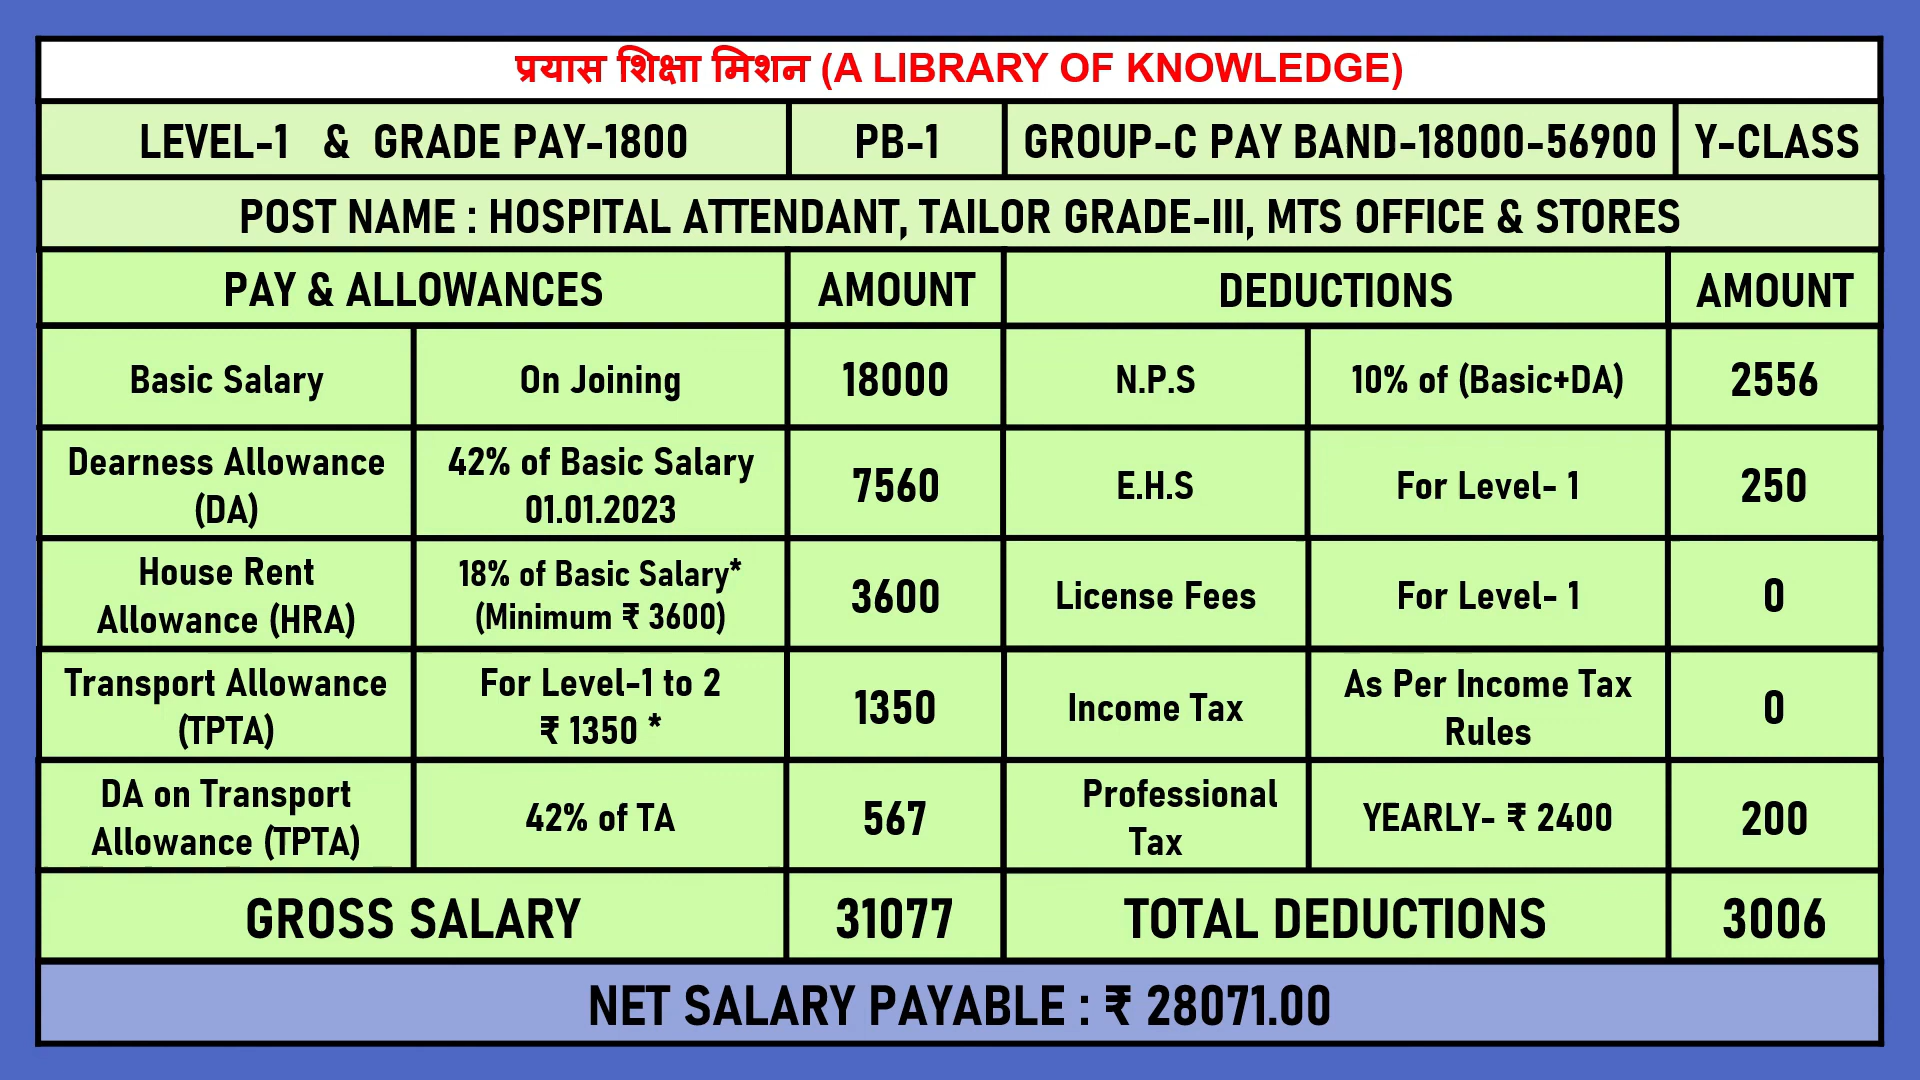 प्रयास शिक्षा मिशन (A LIBRARY OF KNOWLEDGE)
LEVEL-1 & GRADE PAY-1800
PB-1
GROUP-C PAY BAND-18000-56900
Y-CLASS
POST NAME : HOSPITAL ATTENDANT, TAILOR GRADE-III, MTS OFFICE & STORES
PAY & ALLOWANCES
AMOUNT
DEDUCTIONS
AMOUNT
Basic Salary
On Joining
18000
N.P.S
10% of (Basic+DA)
2556
Dearness Allowance
(DA)
42% of Basic Salary
01.01.2023
7560
E.H.S
For Level- 1
250
House Rent
Allowance (HRA)
18% of Basic Salary*
(Minimum ₹ 3600)
3600
License Fees
For Level- 1
0
Transport Allowance
(TPTA)
For Level-1 to 2
₹ 1350 *
1350
Income Tax
As Per Income Tax
Rules
0
DA on Transport
Allowance (TPTA)
42% of TA
567
Professional
Tax
YEARLY- ₹ 2400
200
GROSS SALARY
31077
TOTAL DEDUCTIONS
3006
NET SALARY PAYABLE : ₹ 28071.00